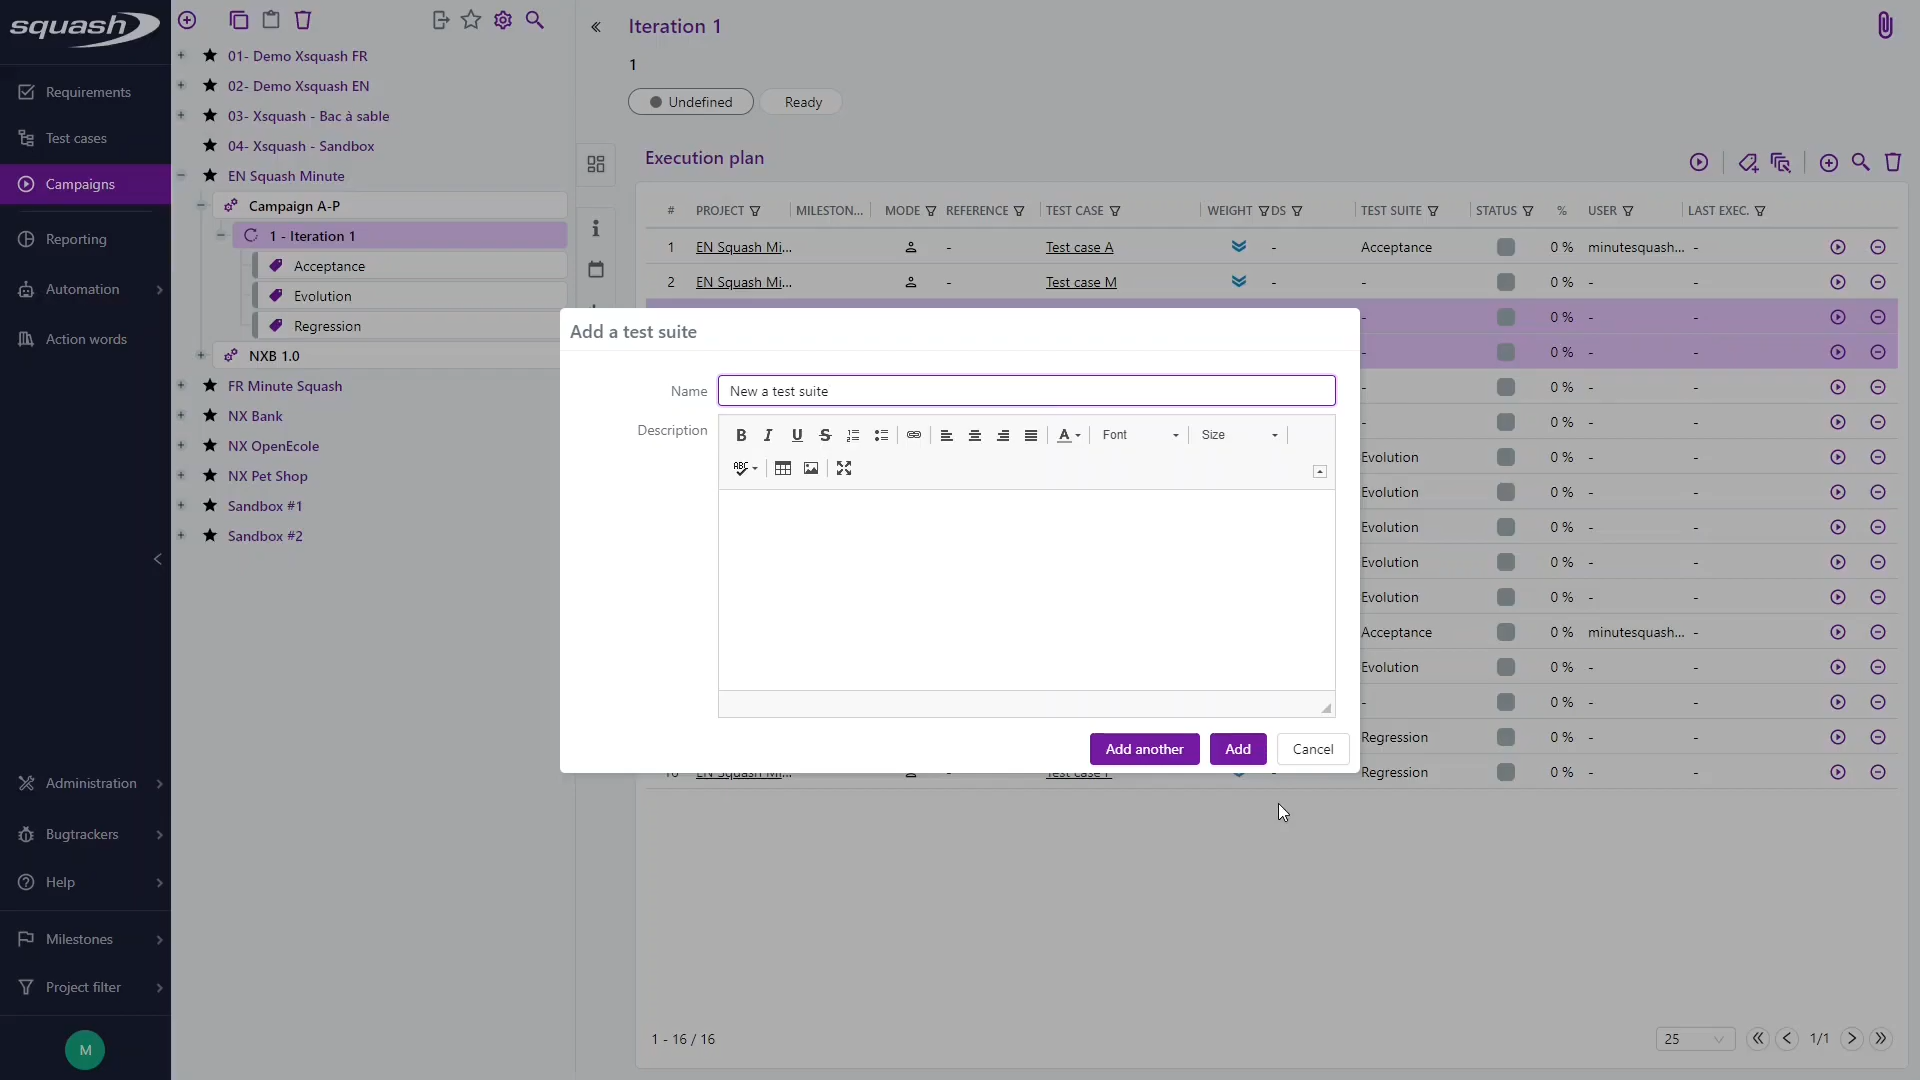 squash
Requirements
Test cases
Campaigns
Reporting
Automation
Action words
Administration
Bugtrackers
Help
Milestones
Project filter
M
01- Demo Xsquash FR
02- Demo Xsquash EN
03- Xsquash - Bac à sable
04- Xsquash - Sandbox
EN Squash Minute
Campaign A-P
1 - Iteration 1
Acceptance
Evolution
Regression
NXB 1.0
FR Minute Squash
NX Bank
NX OpenEcole
NX Pet Shop
Sandbox #1
Sandbox #2
Iteration 1
1
Undefined Ready
Execution plan
# PROJECT MILESTON... MODE REFERENCE TEST CASE WEIGHT DS TEST SUITE STATUS % USER LAST EXEC.
1 EN Squash Mi... - Test case A - Acceptance 0 % minutesquash... -
2 EN Squash Mi... - Test case M - - 0 % - -
- 0 % - -
- 0 % - -
- 0 % - -
- 0 % - -
Evolution 0 % - -
Evolution 0 % - -
Evolution 0 % - -
Evolution 0 % - -
Evolution 0 % - -
Acceptance 0 % minutesquash... -
Evolution 0 % - -
- 0 % - -
Regression 0 % - -
Regression 0 % - -
Add a test suite
Name New a test suite
Description
B I U S A Font Size
ABC
Add another Add Cancel
1 - 16 / 16
25 1/1